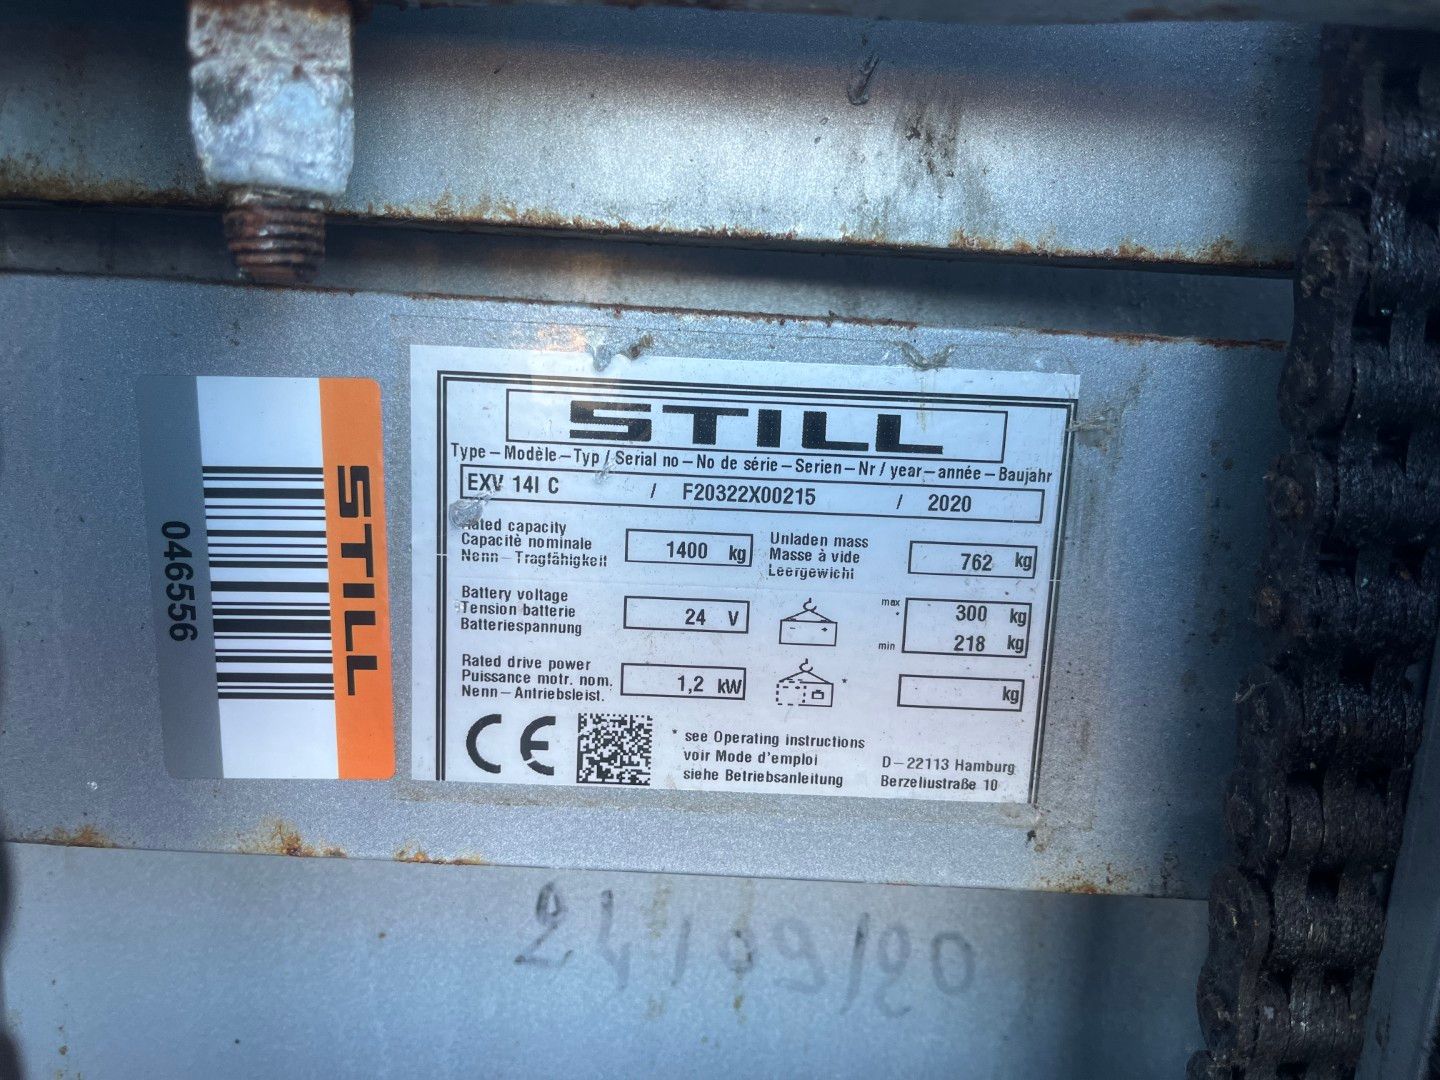 STILL
046556
STILL
Type – Modèle – Typ / Serial no – No de série – Serien – Nr / year – année – Baujahr
EXV 14I C / F20322X00215 / 2020
Rated capacity
Capacitè nominale
Nenn – Tragfähigkeit
1400 kg
Unladen mass
Masse à vide
Leergewicht
762 kg
Battery voltage
Tension batterie
Batteriespannung
24 V
- +
max 300 kg
*
min 218 kg
Rated drive power
Puissance motr. nom.
Nenn – Antriebsleist.
1,2 kW
*
kg
CE
* see Operating instructions
voir Mode d'emploi
siehe Betriebsanleitung
D – 22113 Hamburg
Berzeliusstraße 10
24/09/20